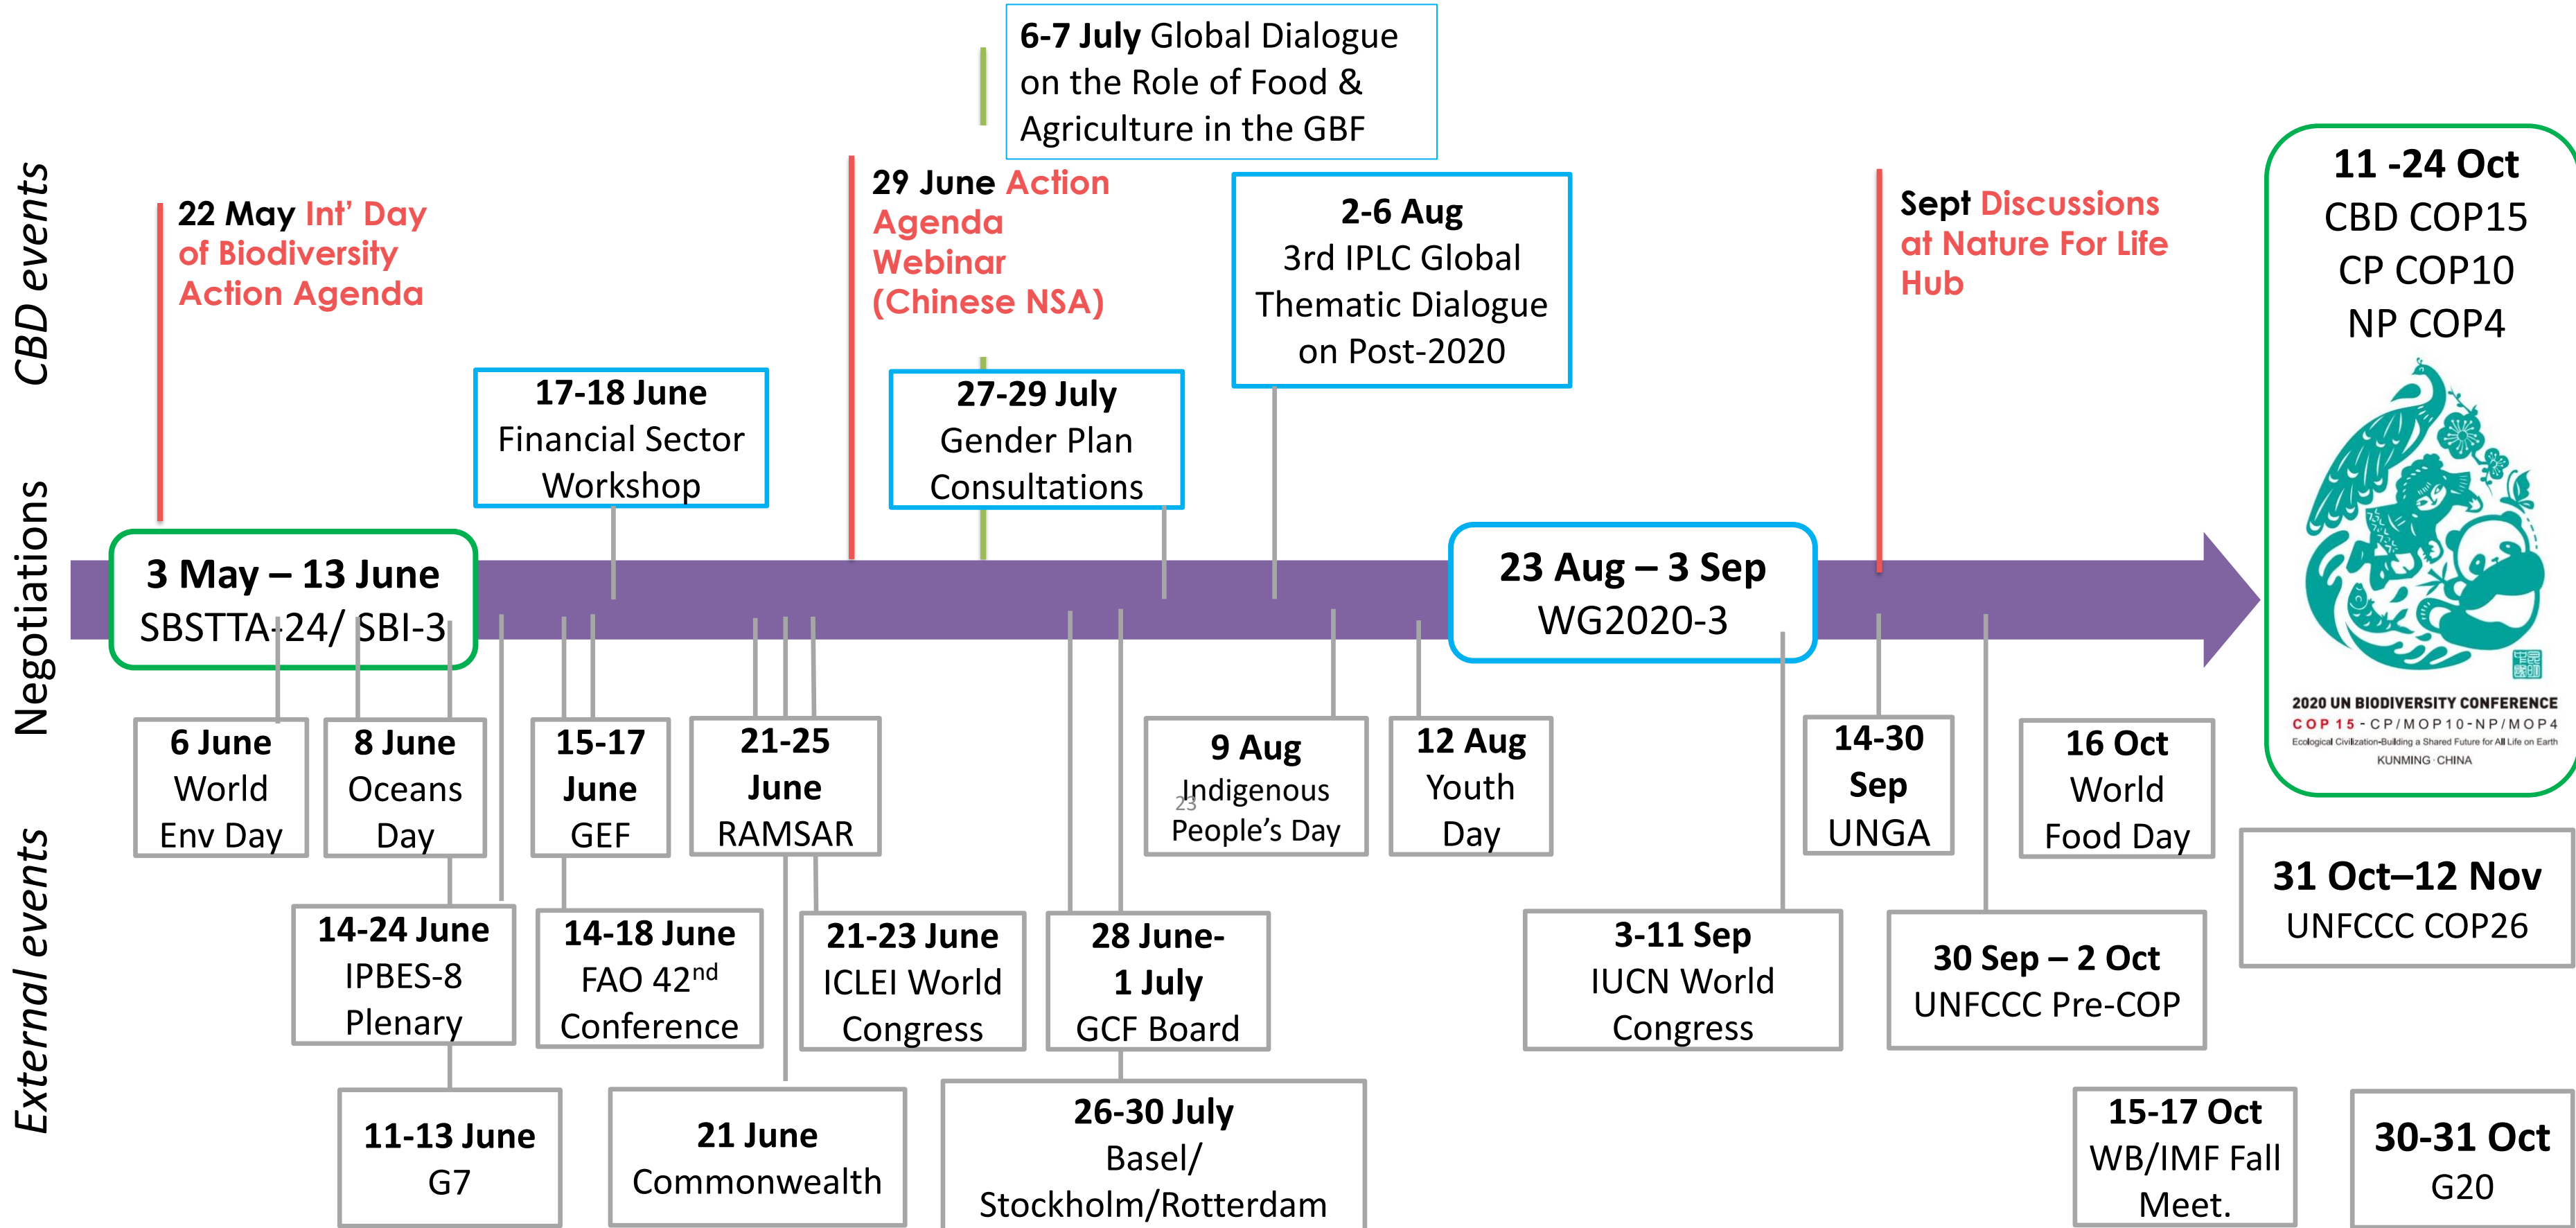 CBD events
Negotiations
External events
6-7 July Global Dialogue
on the Role of Food &
Agriculture in the GBF
22 May Int' Day
of Biodiversity
Action Agenda
29 June Action
Agenda
Webinar
(Chinese NSA)
2-6 Aug
3rd IPLC Global
Thematic Dialogue
on Post-2020
Sept Discussions
at Nature For Life
Hub
17-18 June
Financial Sector
Workshop
27-29 July
Gender Plan
Consultations
3 May – 13 June
SBSTTA-24/ SBI-3
23 Aug – 3 Sep
WG2020-3
11 -24 Oct
CBD COP15
CP COP10
NP COP4
2020 UN BIODIVERSITY CONFERENCE
COP 15 - CP/MOP10-NP/MOP4
Ecological Civilization-Building a Shared Future for All Life on Earth
KUNMING·CHINA
6 June
World
Env Day
8 June
Oceans
Day
15-17
June
GEF
21-25
June
RAMSAR
9 Aug
Indigenous
People's Day
23
12 Aug
Youth
Day
14-30
Sep
UNGA
16 Oct
World
Food Day
14-24 June
IPBES-8
Plenary
14-18 June
FAO 42nd
Conference
21-23 June
ICLEI World
Congress
28 June-
1 July
GCF Board
3-11 Sep
IUCN World
Congress
30 Sep – 2 Oct
UNFCCC Pre-COP
31 Oct–12 Nov
UNFCCC COP26
11-13 June
G7
21 June
Commonwealth
26-30 July
Basel/
Stockholm/Rotterdam
15-17 Oct
WB/IMF Fall
Meet.
30-31 Oct
G20